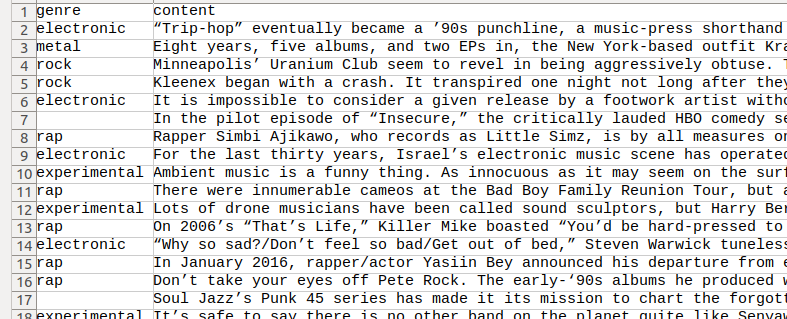 1 genre content
2 electronic “Trip-hop” eventually became a ’90s punchline, a music-press shorthand
3 metal Eight years, five albums, and two EPs in, the New York-based outfit Kra
4 rock Minneapolis’ Uranium Club seem to revel in being aggressively obtuse.
5 rock Kleenex began with a crash. It transpired one night not long after they
6 electronic It is impossible to consider a given release by a footwork artist witho
7 In the pilot episode of “Insecure,” the critically lauded HBO comedy se
8 rap Rapper Simbi Ajikawo, who records as Little Simz, is by all measures on
9 electronic For the last thirty years, Israel’s electronic music scene has operated
10 experimental Ambient music is a funny thing. As innocuous as it may seem on the surf
11 rap There were innumerable cameos at the Bad Boy Family Reunion Tour, but a
12 experimental Lots of drone musicians have been called sound sculptors, but Harry Ber
13 rap On 2006’s “That’s Life,” Killer Mike boasted “You’d be hard-pressed to
14 electronic “Why so sad?/Don’t feel so bad/Get out of bed,” Steven Warwick tuneless
15 rap In January 2016, rapper/actor Yasiin Bey announced his departure from e
16 rap Don’t take your eyes off Pete Rock. The early-‘90s albums he produced w
17 Soul Jazz’s Punk 45 series has made it its mission to chart the forgott
18 experimental It’s safe to say there is no other band on the planet quite like Senyaw